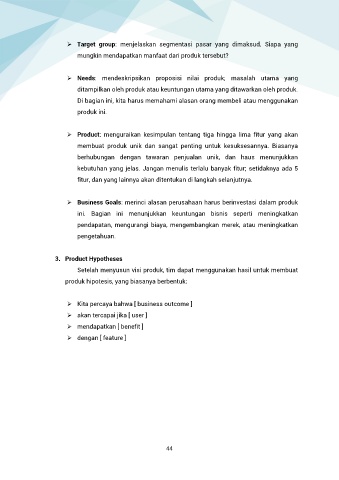 ➢ Target group: menjelaskan segmentasi pasar yang dimaksud. Siapa yang
mungkin mendapatkan manfaat dari produk tersebut?
➢ Needs: mendeskripsikan proposisi nilai produk; masalah utama yang
ditampilkan oleh produk atau keuntungan utama yang ditawarkan oleh produk.
Di bagian ini, kita harus memahami alasan orang membeli atau menggunakan
produk ini.
➢ Product: menguraikan kesimpulan tentang tiga hingga lima fitur yang akan
membuat produk unik dan sangat penting untuk kesuksesannya. Biasanya
berhubungan dengan tawaran penjualan unik, dan harus menunjukkan
kebutuhan yang jelas. Jangan menulis terlalu banyak fitur; setidaknya ada 5
fitur, dan yang lainnya akan ditentukan di langkah selanjutnya.
➢ Business Goals: merinci alasan perusahaan harus berinvestasi dalam produk
ini. Bagian ini menunjukkan keuntungan bisnis seperti meningkatkan
pendapatan, mengurangi biaya, mengembangkan merek, atau meningkatkan
pengetahuan.
3. Product Hypotheses
Setelah menyusun visi produk, tim dapat menggunakan hasil untuk membuat
produk hipotesis, yang biasanya berbentuk:
➢ Kita percaya bahwa [ business outcome ]
➢ akan tercapai jika [ user ]
➢ mendapatkan [ benefit ]
➢ dengan [ feature ]
44